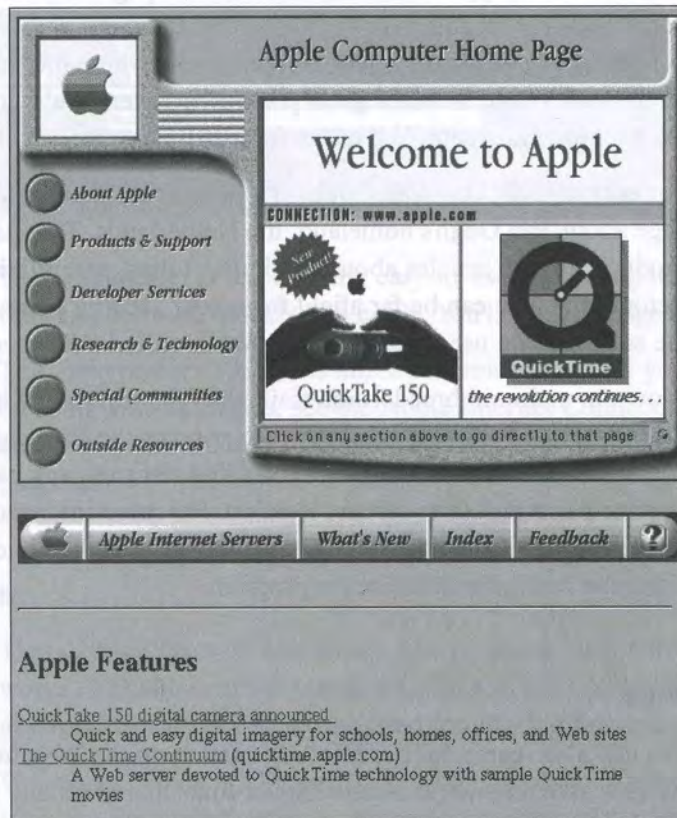 Apple Computer Home Page
Welcome to Apple
CONNECTION: www.apple.com
About Apple
Products & Support
Developer Services
Research & Technology
Special Communities
Outside Resources
New
Product!
QuickTake 150
QuickTime
the revolution continues...
Click on any section above to go directly to that page
Apple Internet Servers
What's New
Index
Feedback
?
Apple Features
QuickTake 150 digital camera announced
Quick and easy digital imagery for schools, homes, offices, and Web sites
The QuickTime Continuum (quicktime.apple.com)
A Web server devoted to QuickTime technology with sample QuickTime
movies